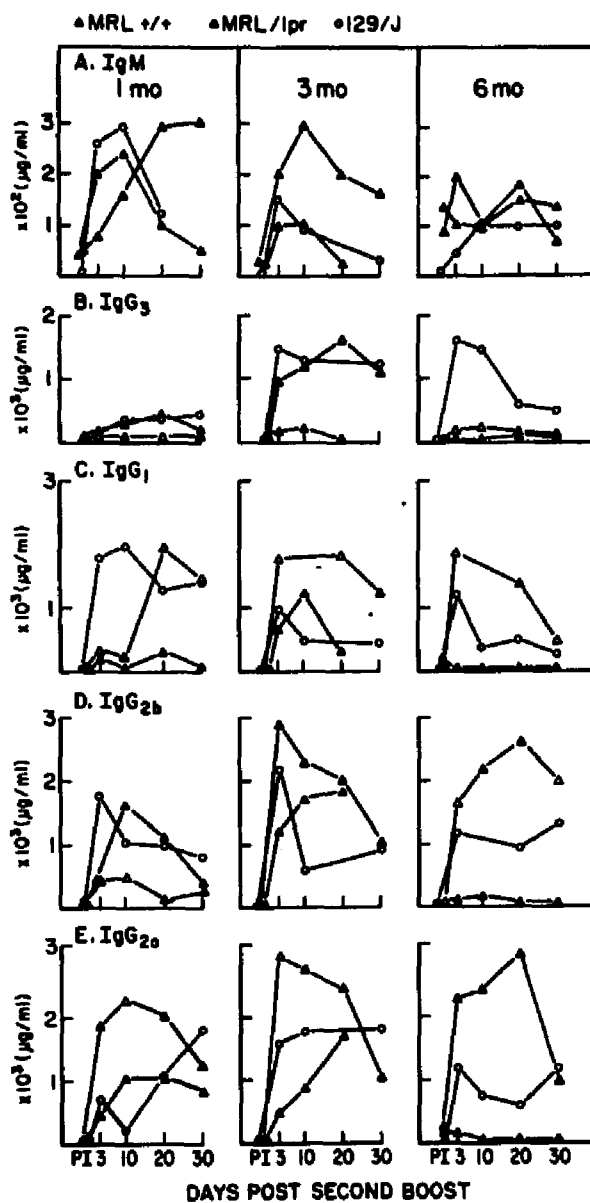 ▲MRL +/+ ▲MRL/lpr ○129/J
A. IgM
1 mo 3 mo 6 mo
3
2
1
x10² (µg/ml)
B. IgG₃
2
1
x10³ (µg/ml)
C. IgG₁
3
1
x10³ (µg/ml)
D. IgG₂b
3
2
1
x10³ (µg/ml)
E. IgG₂a
3
2
1
x10³ (µg/ml)
PI 3 10 20 30 PI 3 10 20 30 PI 3 10 20 30
DAYS POST SECOND BOOST